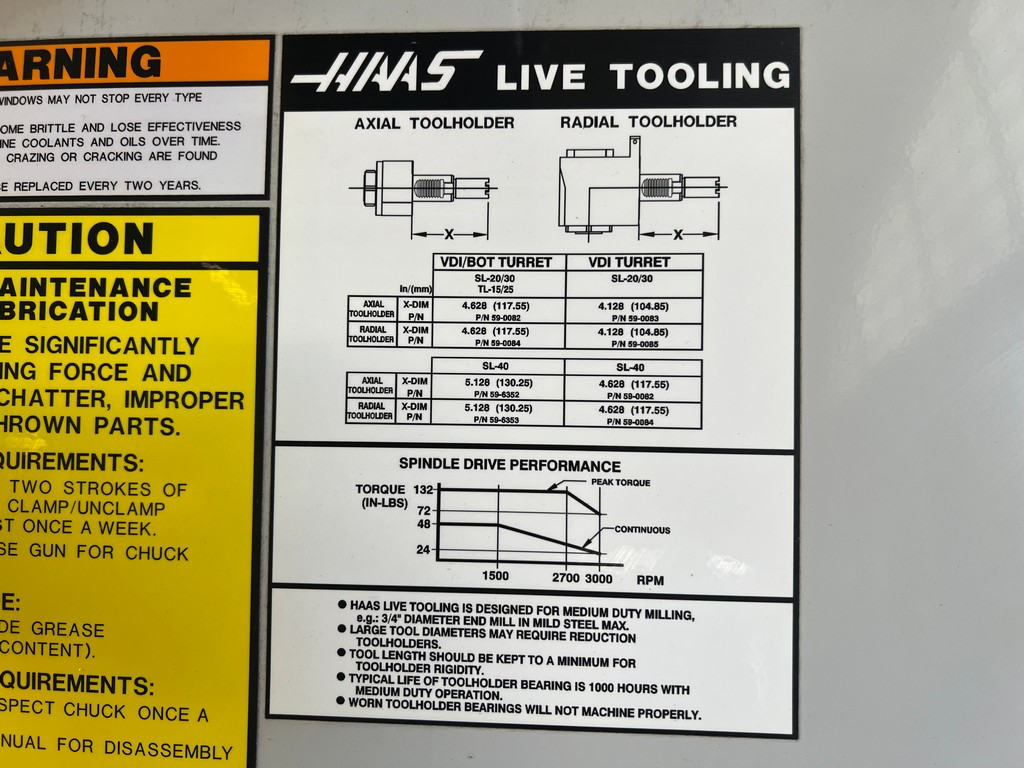 ARNING
WINDOWS MAY NOT STOP EVERY TYPE
OME BRITTLE AND LOSE EFFECTIVENESS
INE COOLANTS AND OILS OVER TIME.
CRAZING OR CRACKING ARE FOUND
BE REPLACED EVERY TWO YEARS.
AUTION
MAINTENANCE
BRICATION
E SIGNIFICANTLY
ING FORCE AND
CHATTER, IMPROPER
HROWN PARTS.
QUIREMENTS:
TWO STROKES OF
CLAMP/UNCLAMP
ST ONCE A WEEK.
SE GUN FOR CHUCK
E:
DE GREASE
CONTENT).
QUIREMENTS:
SPECT CHUCK ONCE A
NUAL FOR DISASSEMBLY
HAAS LIVE TOOLING
AXIAL TOOLHOLDER RADIAL TOOLHOLDER
X X
VDI/BOT TURRET VDI TURRET
In/(mm) SL-20/30 TL-15/25 SL-20/30
AXIAL TOOLHOLDER X-DIM 4.628 (117.55) 4.128 (104.85)
P/N P/N 59-0082 P/N 59-0083
RADIAL TOOLHOLDER X-DIM 4.628 (117.55) 4.128 (104.85)
P/N P/N 59-0084 P/N 59-0085
SL-40 SL-40
AXIAL TOOLHOLDER X-DIM 5.128 (130.25) 4.628 (117.55)
P/N P/N 59-6352 P/N 59-0082
RADIAL TOOLHOLDER X-DIM 5.128 (130.25) 4.628 (117.55)
P/N P/N 59-6353 P/N 59-0084
SPINDLE DRIVE PERFORMANCE
TORQUE (IN-LBS)
132
72
48
24
PEAK TORQUE
CONTINUOUS
1500 2700 3000 RPM
● HAAS LIVE TOOLING IS DESIGNED FOR MEDIUM DUTY MILLING,
e.g.: 3/4" DIAMETER END MILL IN MILD STEEL MAX.
● LARGE TOOL DIAMETERS MAY REQUIRE REDUCTION
TOOLHOLDERS.
● TOOL LENGTH SHOULD BE KEPT TO A MINIMUM FOR
TOOLHOLDER RIGIDITY.
● TYPICAL LIFE OF TOOLHOLDER BEARING IS 1000 HOURS WITH
MEDIUM DUTY OPERATION.
● WORN TOOLHOLDER BEARINGS WILL NOT MACHINE PROPERLY.